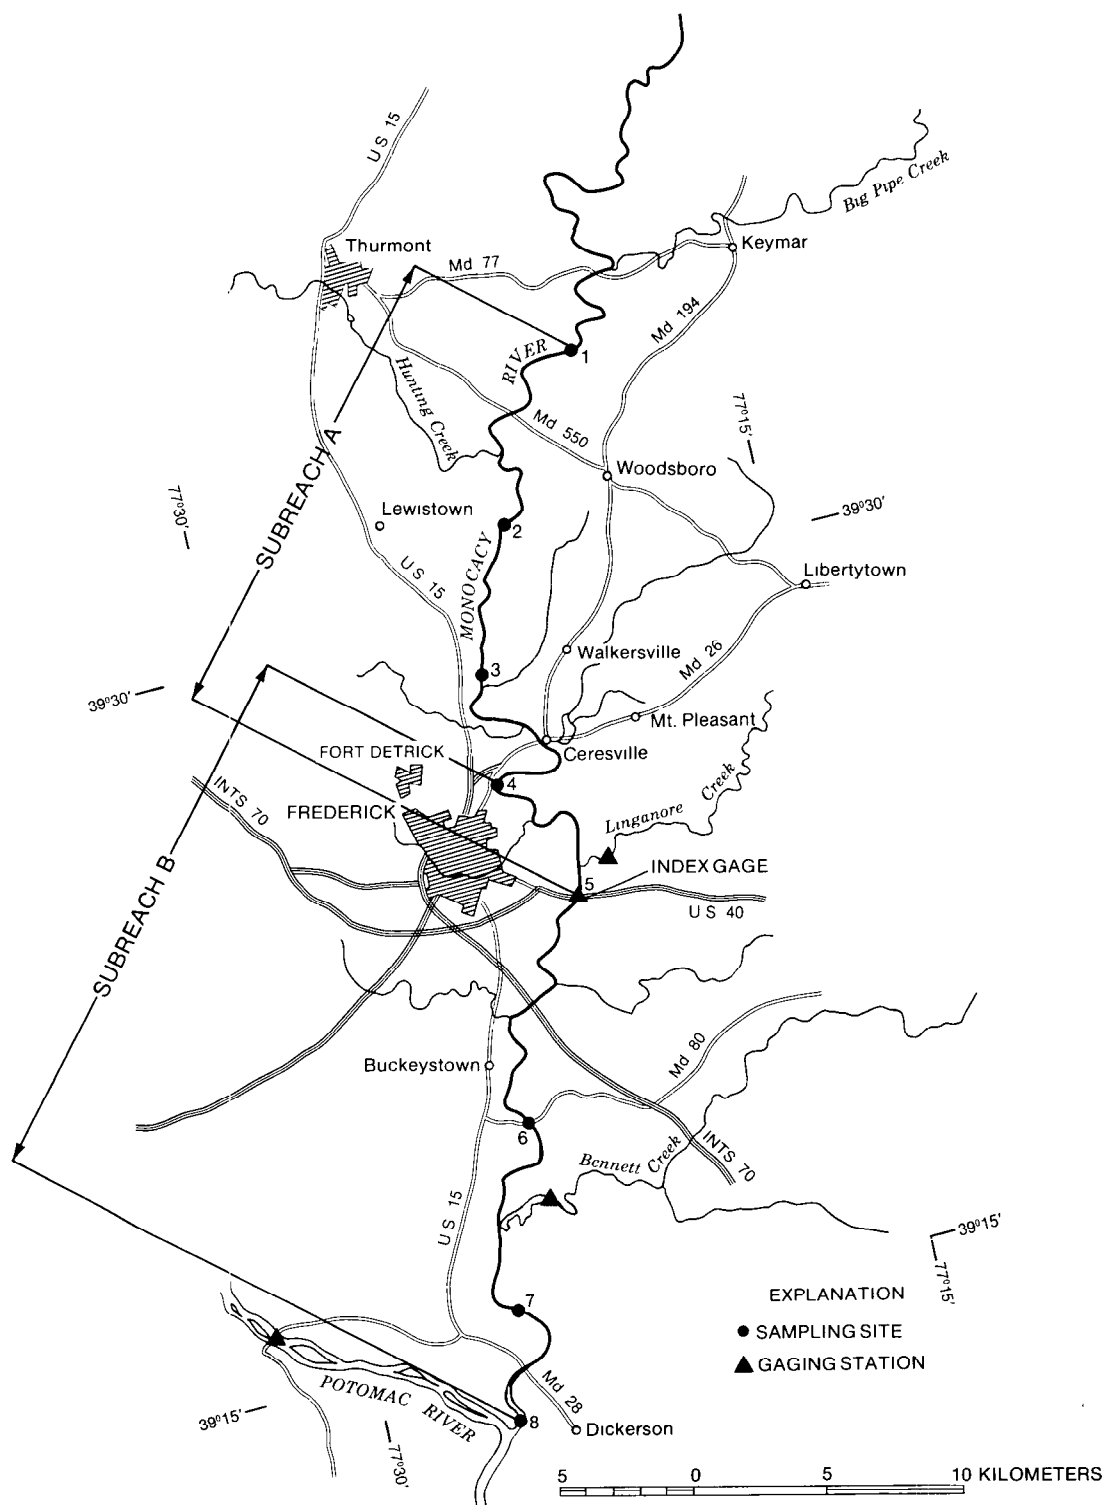 US 15
Big Pipe Creek
Thurmont
Keymar
Md 77
Md 194
RIVER
1
Hunting Creek
77°15'
Md 550
Woodsboro
SUBREACH A
77°30'
Lewistown
2
39°30'
MONOCACY
US 15
Libertytown
Walkersville
Md 26
3
39°30'
Mt. Pleasant
Ceresville
FORT DETRICK
4
INTS 70
FREDERICK
Linganore Creek
SUBREACH B
5
INDEX GAGE
US 40
Md 80
Buckeystown
6
INTS 70
Bennett Creek
US 15
39°15'
77°15'
7
EXPLANATION
SAMPLING SITE
GAGING STATION
POTOMAC RIVER
Md 28
39°15'
8
Dickerson
77°30'
5 0 5 10 KILOMETERS